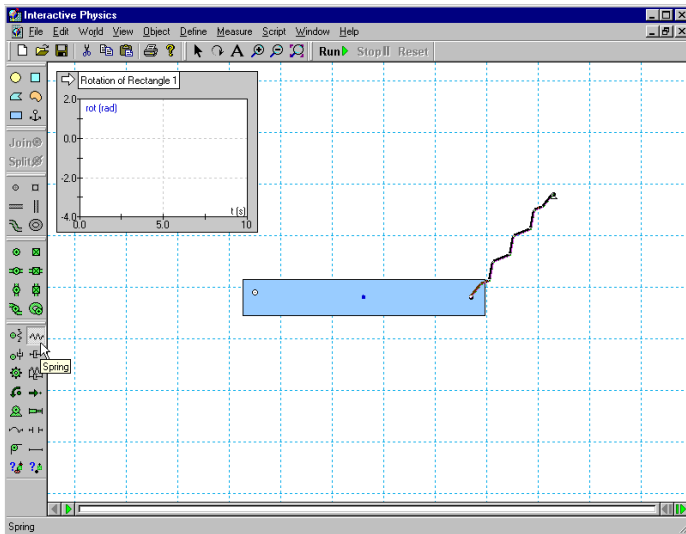 Interactive Physics
File Edit World View Object Define Measure Script Window Help
A Run Stop Reset
Rotation of Rectangle 1
2.0
rot (rad)
0.0
-2.0
t (s)
-4.0
0.0 5.0 10
Join
Split
Spring
Spring